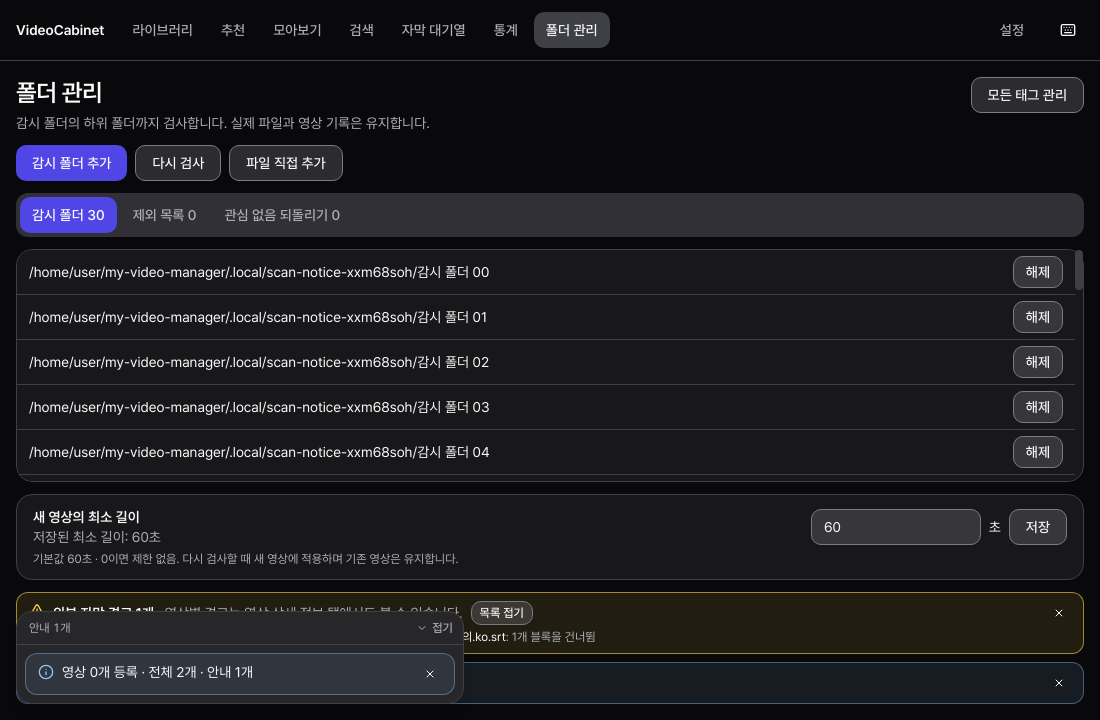 VideoCabinet 라이브러리 추천 모아보기 검색 자막 대기열 통계 폴더 관리 설정
폴더 관리
모든 태그 관리
감시 폴더의 하위 폴더까지 검사합니다. 실제 파일과 영상 기록은 유지합니다.
감시 폴더 추가 다시 검사 파일 직접 추가
감시 폴더 30 제외 목록 0 관심 없음 되돌리기 0
/home/user/my-video-manager/.local/scan-notice-xxm68soh/감시 폴더 00 해제
/home/user/my-video-manager/.local/scan-notice-xxm68soh/감시 폴더 01 해제
/home/user/my-video-manager/.local/scan-notice-xxm68soh/감시 폴더 02 해제
/home/user/my-video-manager/.local/scan-notice-xxm68soh/감시 폴더 03 해제
/home/user/my-video-manager/.local/scan-notice-xxm68soh/감시 폴더 04 해제
새 영상의 최소 길이
저장된 최소 길이: 60초
60 초 저장
기본값 60초 · 0이면 제한 없음. 다시 검사할 때 새 영상에 적용하며 기존 영상은 유지합니다.
목록 접기
안내 1개 접기
.ko.srt: 1개 블록을 건너뜀
영상 0개 등록 · 전체 2개 · 안내 1개